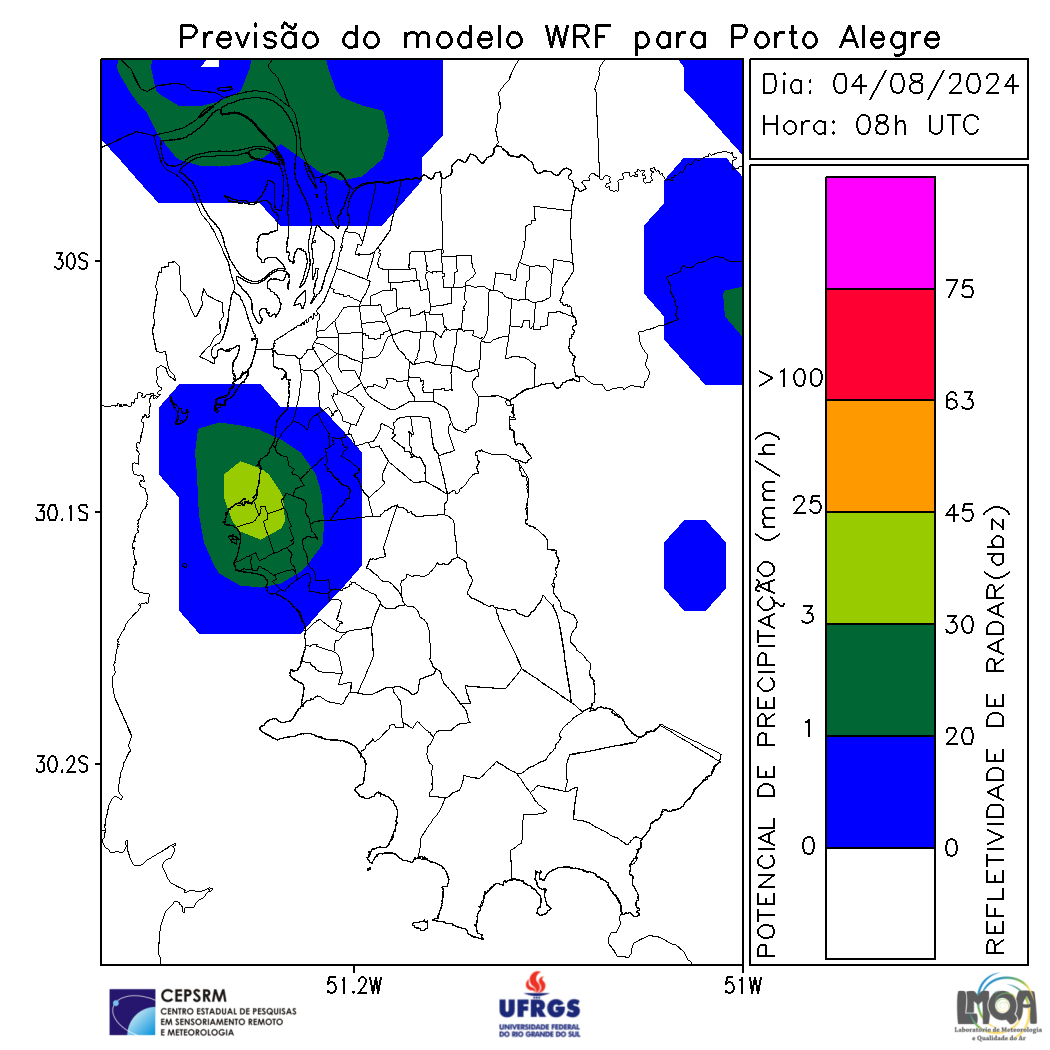 Previsão do modelo WRF para Porto Alegre
Dia: 04/08/2024
Hora: 08h UTC
30S
30.1S
30.2S
51.2W
51W
POTENCIAL DE PRECIPITAÇÃO (mm/h)
>100
25
3
1
0
75
63
45
30
20
0
REFLETIVIDADE DE RADAR(dbz)
CEPSRM
CENTRO ESTADUAL DE PESQUISAS
EM SENSORIAMENTO REMOTO
E METEOROLOGIA
UFRGS
UNIVERSIDADE FEDERAL
DO RIO GRANDE DO SUL
LMQA
Laboratório de Meteorologia
e Qualidade do Ar